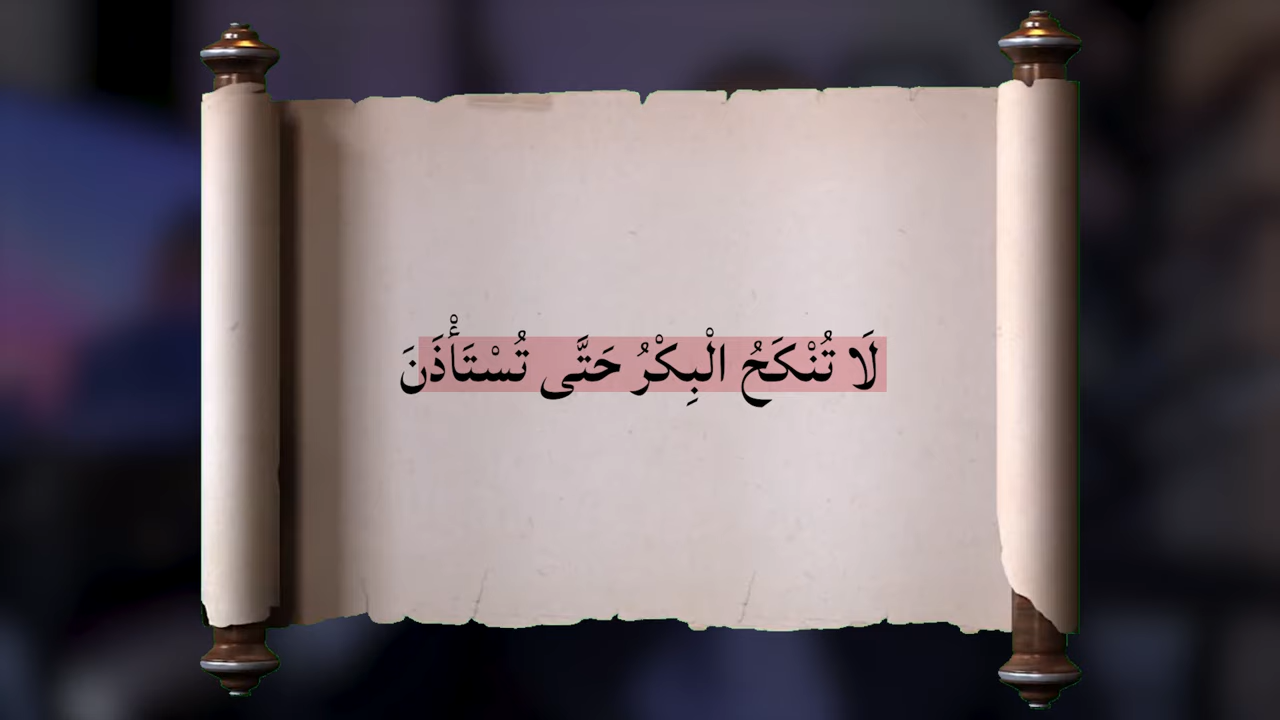 لَا تُنْكَحُ الْبِكْرُ حَتَّى تُسْتَأْذَنَ